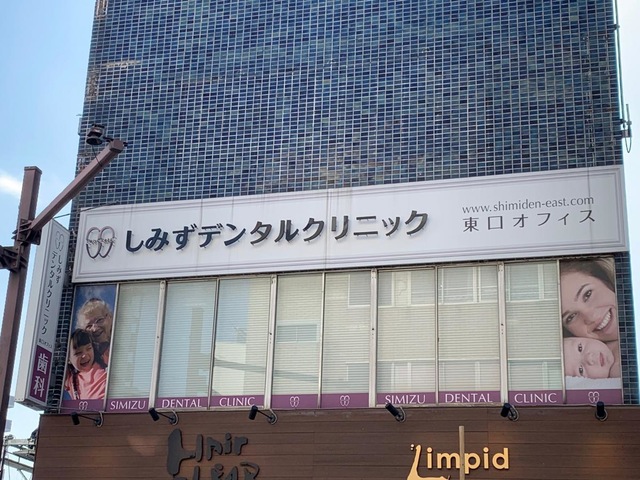 しみずデンタルクリニック
www.shimiden-east.com
東口オフィス
しみず
デンタルクリニック
歯科
SIMIZU DENTAL CLINIC
SIMIZU DENTAL CLINIC
Hair
Limpid